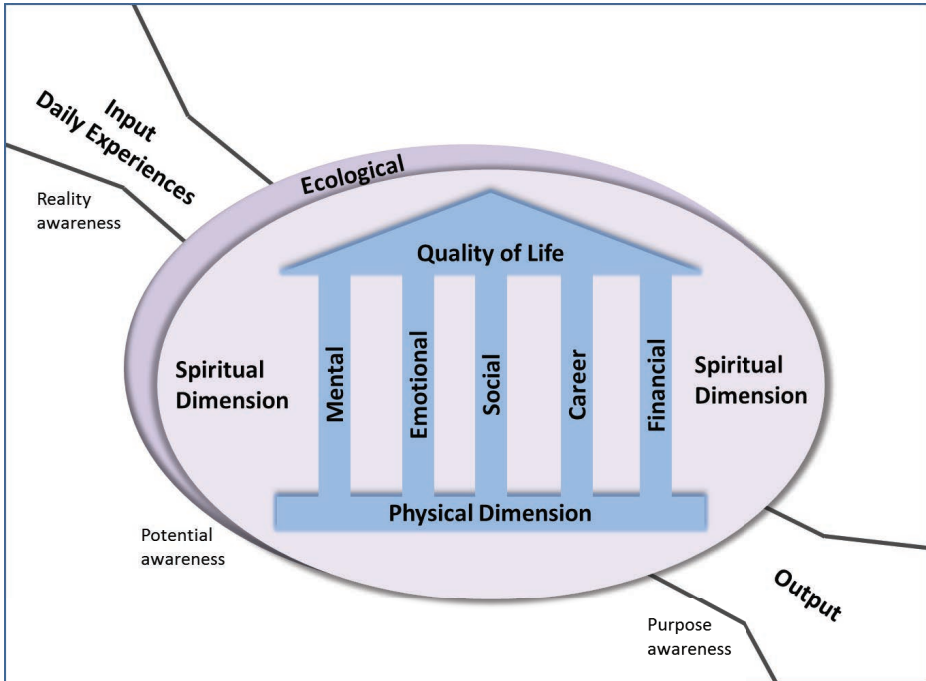 Input
Daily Experiences
Reality
awareness
Ecological
Quality of Life
Spiritual
Dimension
Mental
Emotional
Social
Career
Financial
Spiritual
Dimension
Physical Dimension
Potential
awareness
Output
Purpose
awareness